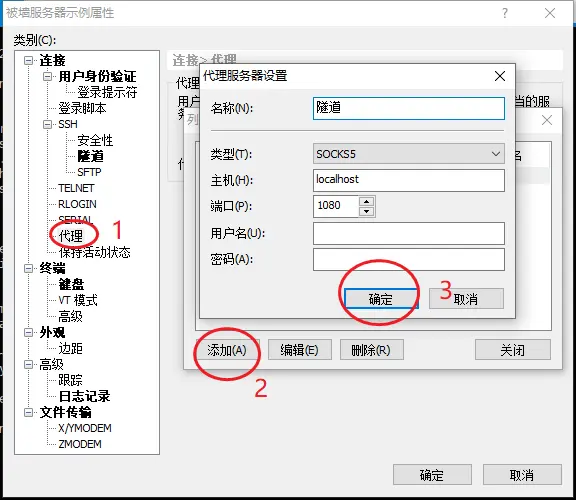 被墙服务器示例属性
类别(C):
连接
用户身份验证
登录提示符
登录脚本
SSH
安全性
隧道
SFTP
TELNET
RLOGIN
SERIAL
代理
保持活动状态
终端
键盘
VT 模式
高级
外观
边距
高级
跟踪
日志记录
文件传输
X/YMODEM
ZMODEM
1
连接> 代理
代理
用户
当的服
务
代
列
名
代理服务器设置
名称(N):
隧道
类型(T):
SOCKS5
主机(H):
localhost
端口(P):
1080
用户名(U):
密码(A):
确定
取消
3
添加(A)
编辑(E)
删除(R)
关闭
2
确定
取消